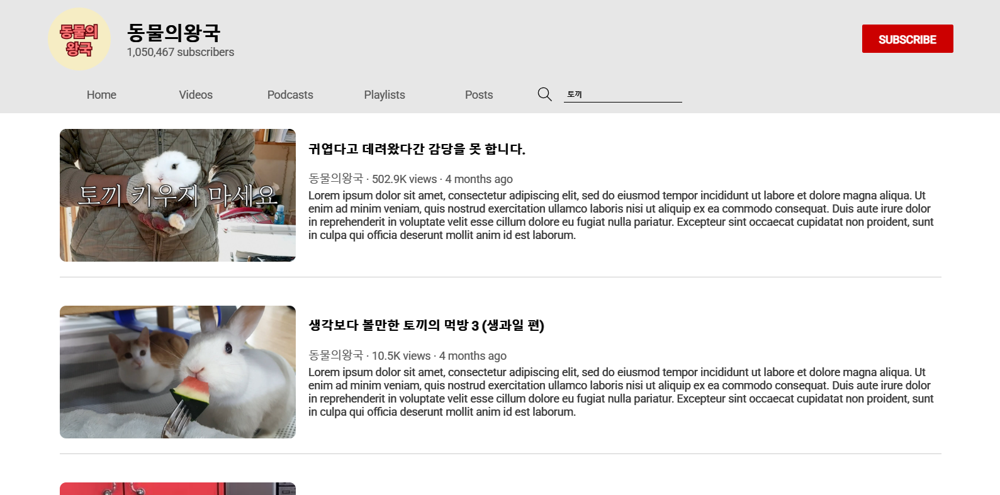 동물의
왕국
동물의왕국
1,050,467 subscribers
SUBSCRIBE
Home Videos Podcasts Playlists Posts 토끼
토끼 키우지 마세요
귀엽다고 데려왔다간 감당을 못 합니다.
동물의왕국 · 502.9K views · 4 months ago
Lorem ipsum dolor sit amet, consectetur adipiscing elit, sed do eiusmod tempor incididunt ut labore et dolore magna aliqua. Ut
enim ad minim veniam, quis nostrud exercitation ullamco laboris nisi ut aliquip ex ea commodo consequat. Duis aute irure dolor
in reprehenderit in voluptate velit esse cillum dolore eu fugiat nulla pariatur. Excepteur sint occaecat cupidatat non proident, sunt
in culpa qui officia deserunt mollit anim id est laborum.
생각보다 볼만한 토끼의 먹방 3 (생과일 편)
동물의왕국 · 10.5K views · 4 months ago
Lorem ipsum dolor sit amet, consectetur adipiscing elit, sed do eiusmod tempor incididunt ut labore et dolore magna aliqua. Ut
enim ad minim veniam, quis nostrud exercitation ullamco laboris nisi ut aliquip ex ea commodo consequat. Duis aute irure dolor
in reprehenderit in voluptate velit esse cillum dolore eu fugiat nulla pariatur. Excepteur sint occaecat cupidatat non proident, sunt
in culpa qui officia deserunt mollit anim id est laborum.